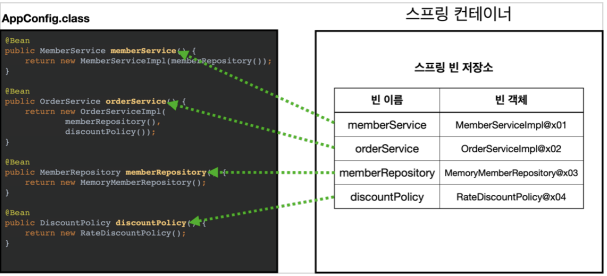 AppConfig.class
@Bean
public MemberService memberService() {
return new MemberServiceImpl(memberRepository());
}
@Bean
public OrderService orderService() {
return new OrderServiceImpl(
memberRepository(),
discountPolicy());
}
@Bean
public MemberRepository memberRepository() {
return new MemoryMemberRepository();
}
@Bean
public DiscountPolicy discountPolicy() {
return new RateDiscountPolicy();
}
스프링 컨테이너
스프링 빈 저장소
빈 이름 빈 객체
memberService MemberServiceImpl@x01
orderService OrderServiceImpl@x02
memberRepository MemoryMemberRepository@x03
discountPolicy RateDiscountPolicy@x04